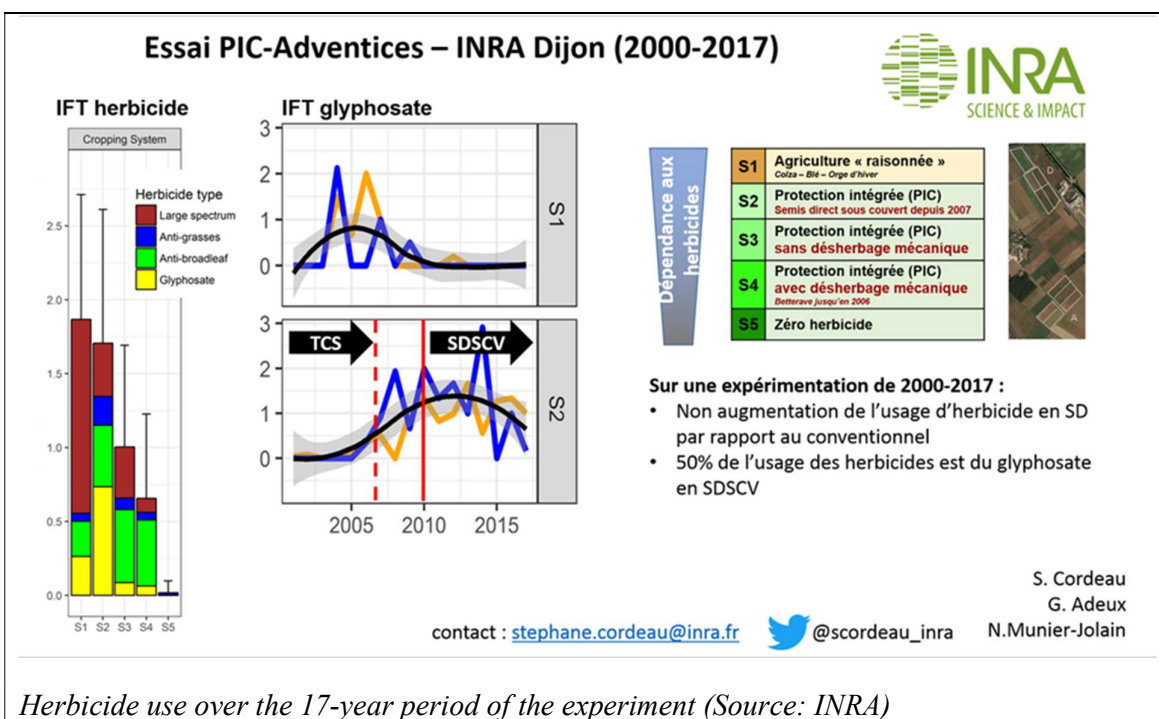 Essai PIC-Adventices – INRA Dijon (2000-2017)
INRA
SCIENCE & IMPACT
IFT herbicide
Cropping System
Herbicide type
Large spectrum
Anti-grasses
Anti-broadleaf
Glyphosate
2.5
2.0
1.5
1.0
0.5
0.0
S1 S2 S3 S4 S5
IFT glyphosate
3
2
1
0
S1
3
2
1
0
TCS
SDSCV
S2
2005 2010 2015
Dépendance aux
herbicides
S1 Agriculture « raisonnée »
Colza – Blé – Orge d'hiver
S2 Protection intégrée (PIC)
Semis direct sous couvert depuis 2007
S3 Protection intégrée (PIC)
sans désherbage mécanique
S4 Protection intégrée (PIC)
avec désherbage mécanique
Betterave jusqu'en 2006
S5 Zéro herbicide
D
A
Sur une expérimentation de 2000-2017 :
• Non augmentation de l'usage d'herbicide en SD
par rapport au conventionnel
• 50% de l'usage des herbicides est du glyphosate
en SDSCV
S. Cordeau
G. Adeux
N.Munier-Jolain
contact : stephane.cordeau@inra.fr
@scordeau_inra
Herbicide use over the 17-year period of the experiment (Source: INRA)